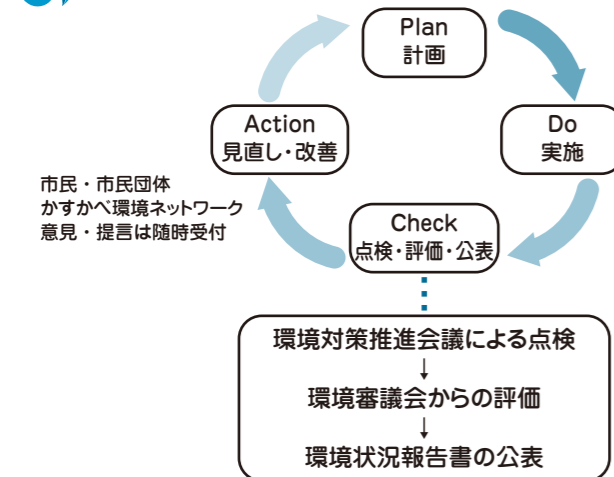 Plan
計画
Do
実施
Action
見直し・改善
市民・市民団体
かすかべ環境ネットワーク
意見・提言は随時受付
Check
点検・評価・公表
環境対策推進会議による点検
↓
環境審議会からの評価
↓
環境状況報告書の公表